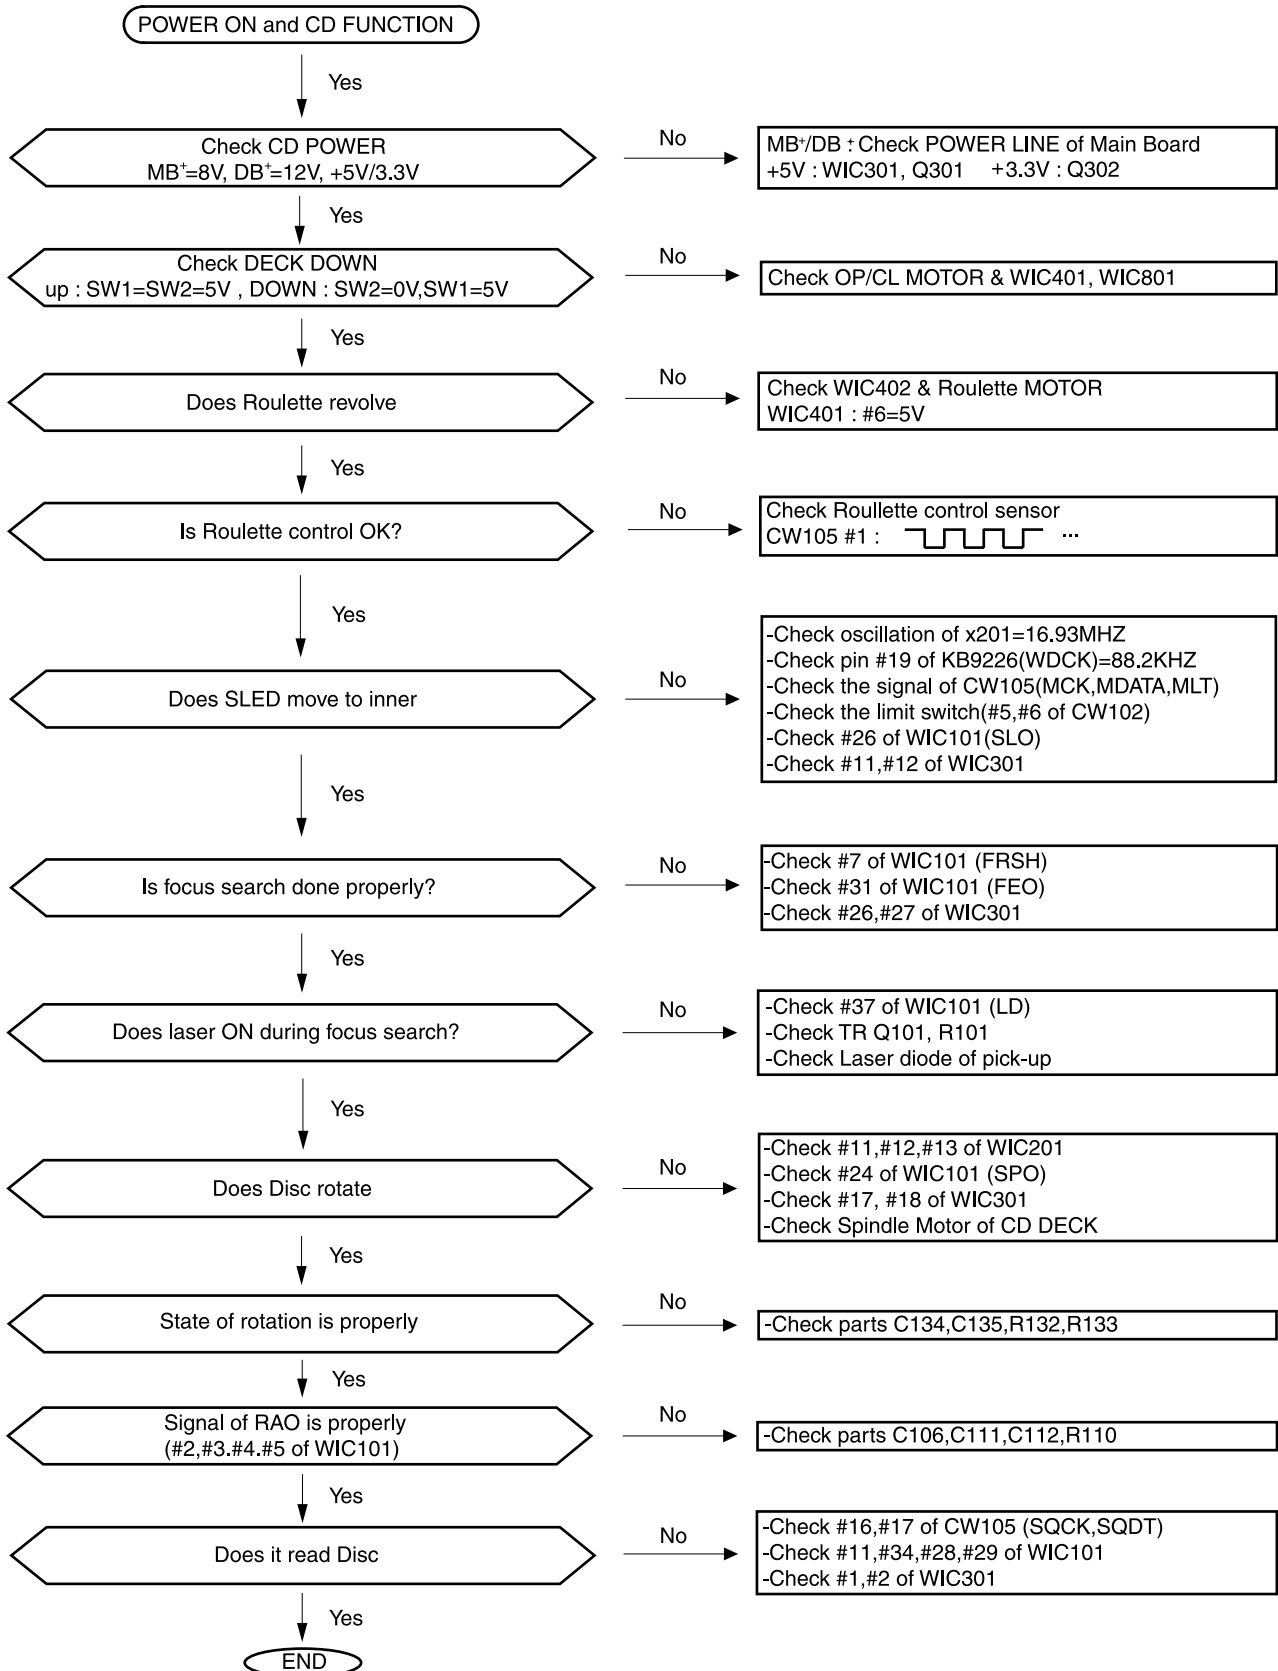 POWER ON and CD FUNCTION
Yes
Check CD POWER
MB+=8V, DB+=12V, +5V/3.3V
No
MB+/DB + : Check POWER LINE of Main Board
+5V : WIC301, Q301 +3.3V : Q302
Yes
Check DECK DOWN
up : SW1=SW2=5V , DOWN : SW2=0V,SW1=5V
No
Check OP/CL MOTOR & WIC401, WIC801
Yes
Does Roulette revolve
No
Check WIC402 & Roulette MOTOR
WIC401 : #6=5V
Yes
Is Roulette control OK?
No
Check Roullette control sensor
CW105 #1 : ...
Yes
Does SLED move to inner
No
-Check oscillation of x201=16.93MHZ
-Check pin #19 of KB9226(WDCK)=88.2KHZ
-Check the signal of CW105(MCK,MDATA,MLT)
-Check the limit switch(#5,#6 of CW102)
-Check #26 of WIC101(SLO)
-Check #11,#12 of WIC301
Yes
Is focus search done properly?
No
-Check #7 of WIC101 (FRSH)
-Check #31 of WIC101 (FEO)
-Check #26,#27 of WIC301
Yes
Does laser ON during focus search?
No
-Check #37 of WIC101 (LD)
-Check TR Q101, R101
-Check Laser diode of pick-up
Yes
Does Disc rotate
No
-Check #11,#12,#13 of WIC201
-Check #24 of WIC101 (SPO)
-Check #17, #18 of WIC301
-Check Spindle Motor of CD DECK
Yes
State of rotation is properly
No
-Check parts C134,C135,R132,R133
Yes
Signal of RAO is properly
(#2,#3.#4.#5 of WIC101)
No
-Check parts C106,C111,C112,R110
Yes
Does it read Disc
No
-Check #16,#17 of CW105 (SQCK,SQDT)
-Check #11,#34,#28,#29 of WIC101
-Check #1,#2 of WIC301
Yes
END